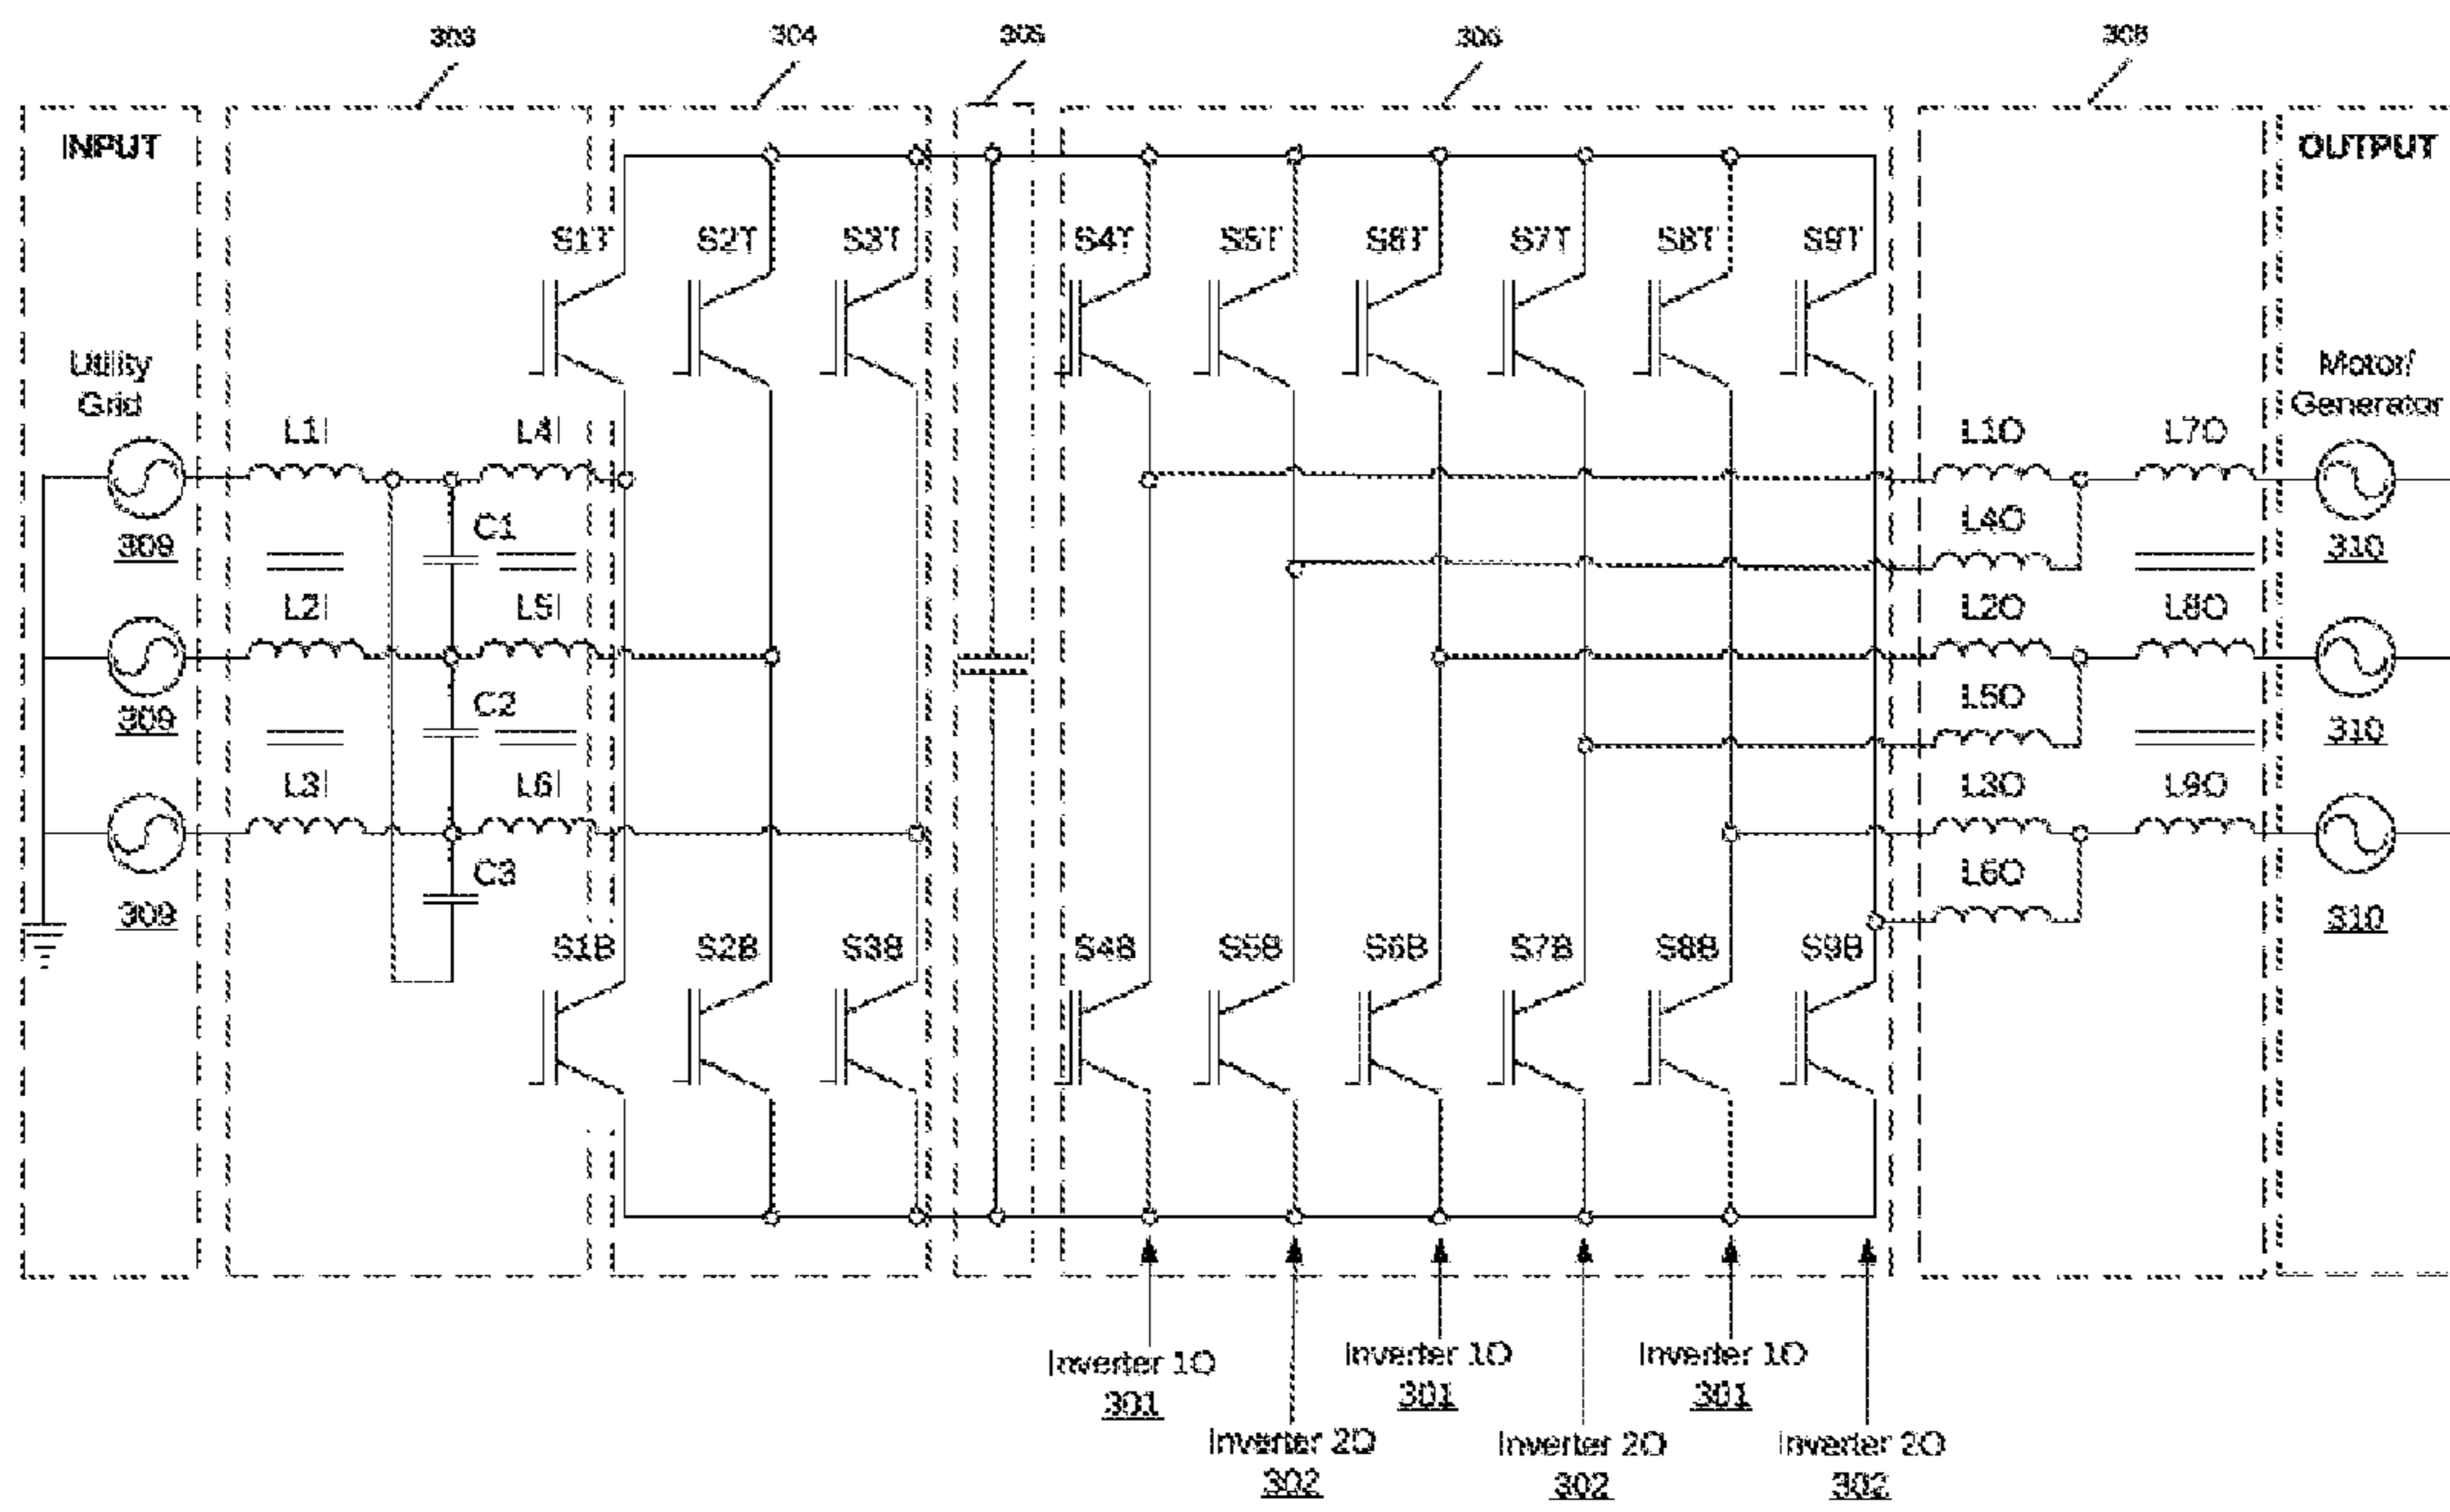 303 304 305 306 308
INPUT
OUTPUT
S1T S2T S3T S4T S5T S6T S7T S8T S9T
Utility
Grid
Motor/
Generator
L1I L4I L1O L7O
C1 L4O
309 310
L2I L5I L2O L8O
C2 L5O
309 310
L3I L6I L3O L9O
C3 L6O
309 310
S1B S2B S3B S4B S5B S6B S7B S8B S9B
Inverter 1O Inverter 1O Inverter 1O
301 301 301
Inverter 2O Inverter 2O Inverter 2O
302 302 302